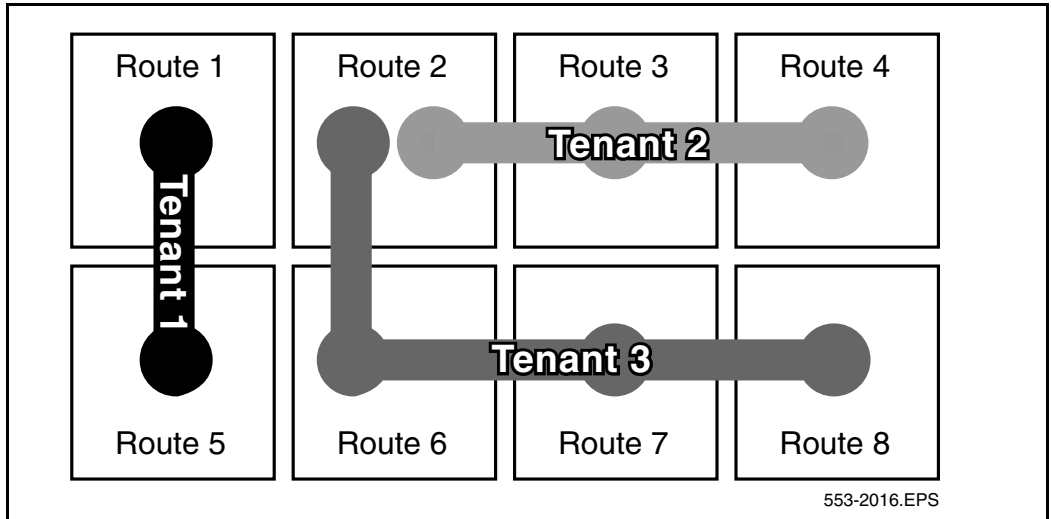 Route 1
Route 2
Route 3
Route 4
Tenant 1
Tenant 2
Tenant 3
Route 5
Route 6
Route 7
Route 8
553-2016.EPS